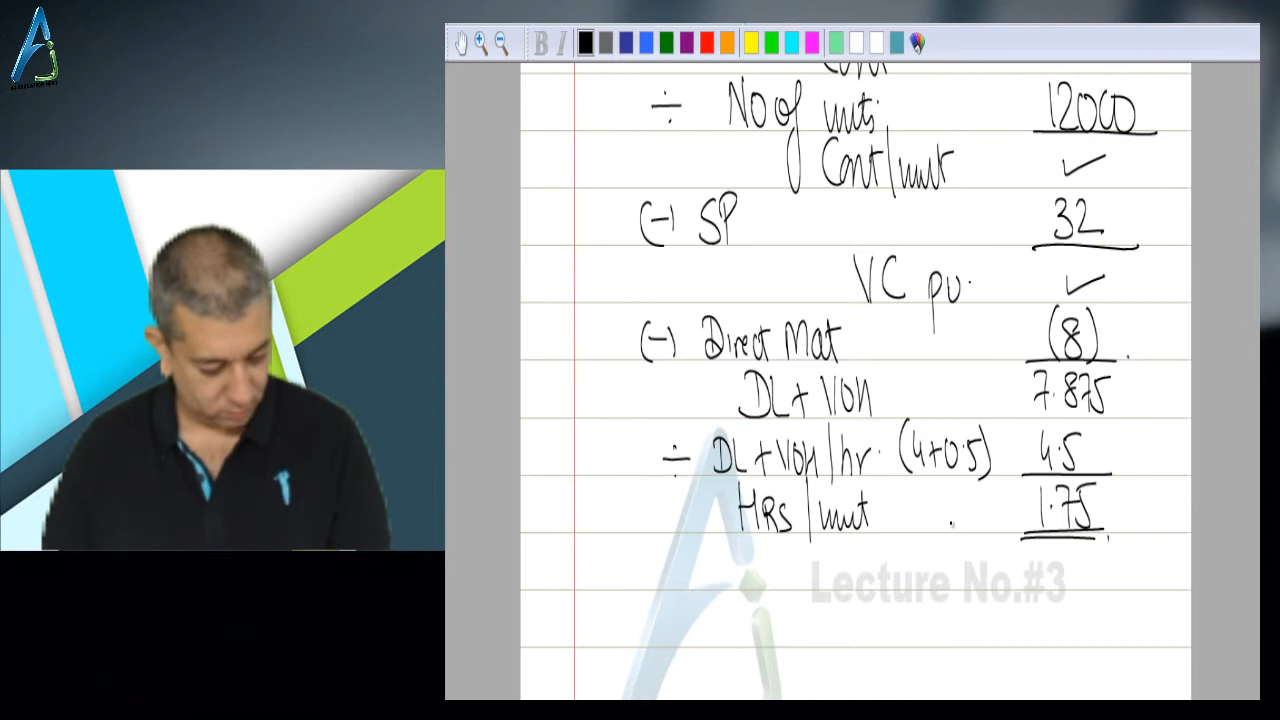 ÷ No of units 12000
Cont/unit ✓
(-) SP 32
VC pu. ✓
(-) Direct Mat (8)
DL + VOH 7.875
÷ DL + VOH/hr. (4+0.5) 4.5
HRS/unit 1.75
Lecture No.#3
B I